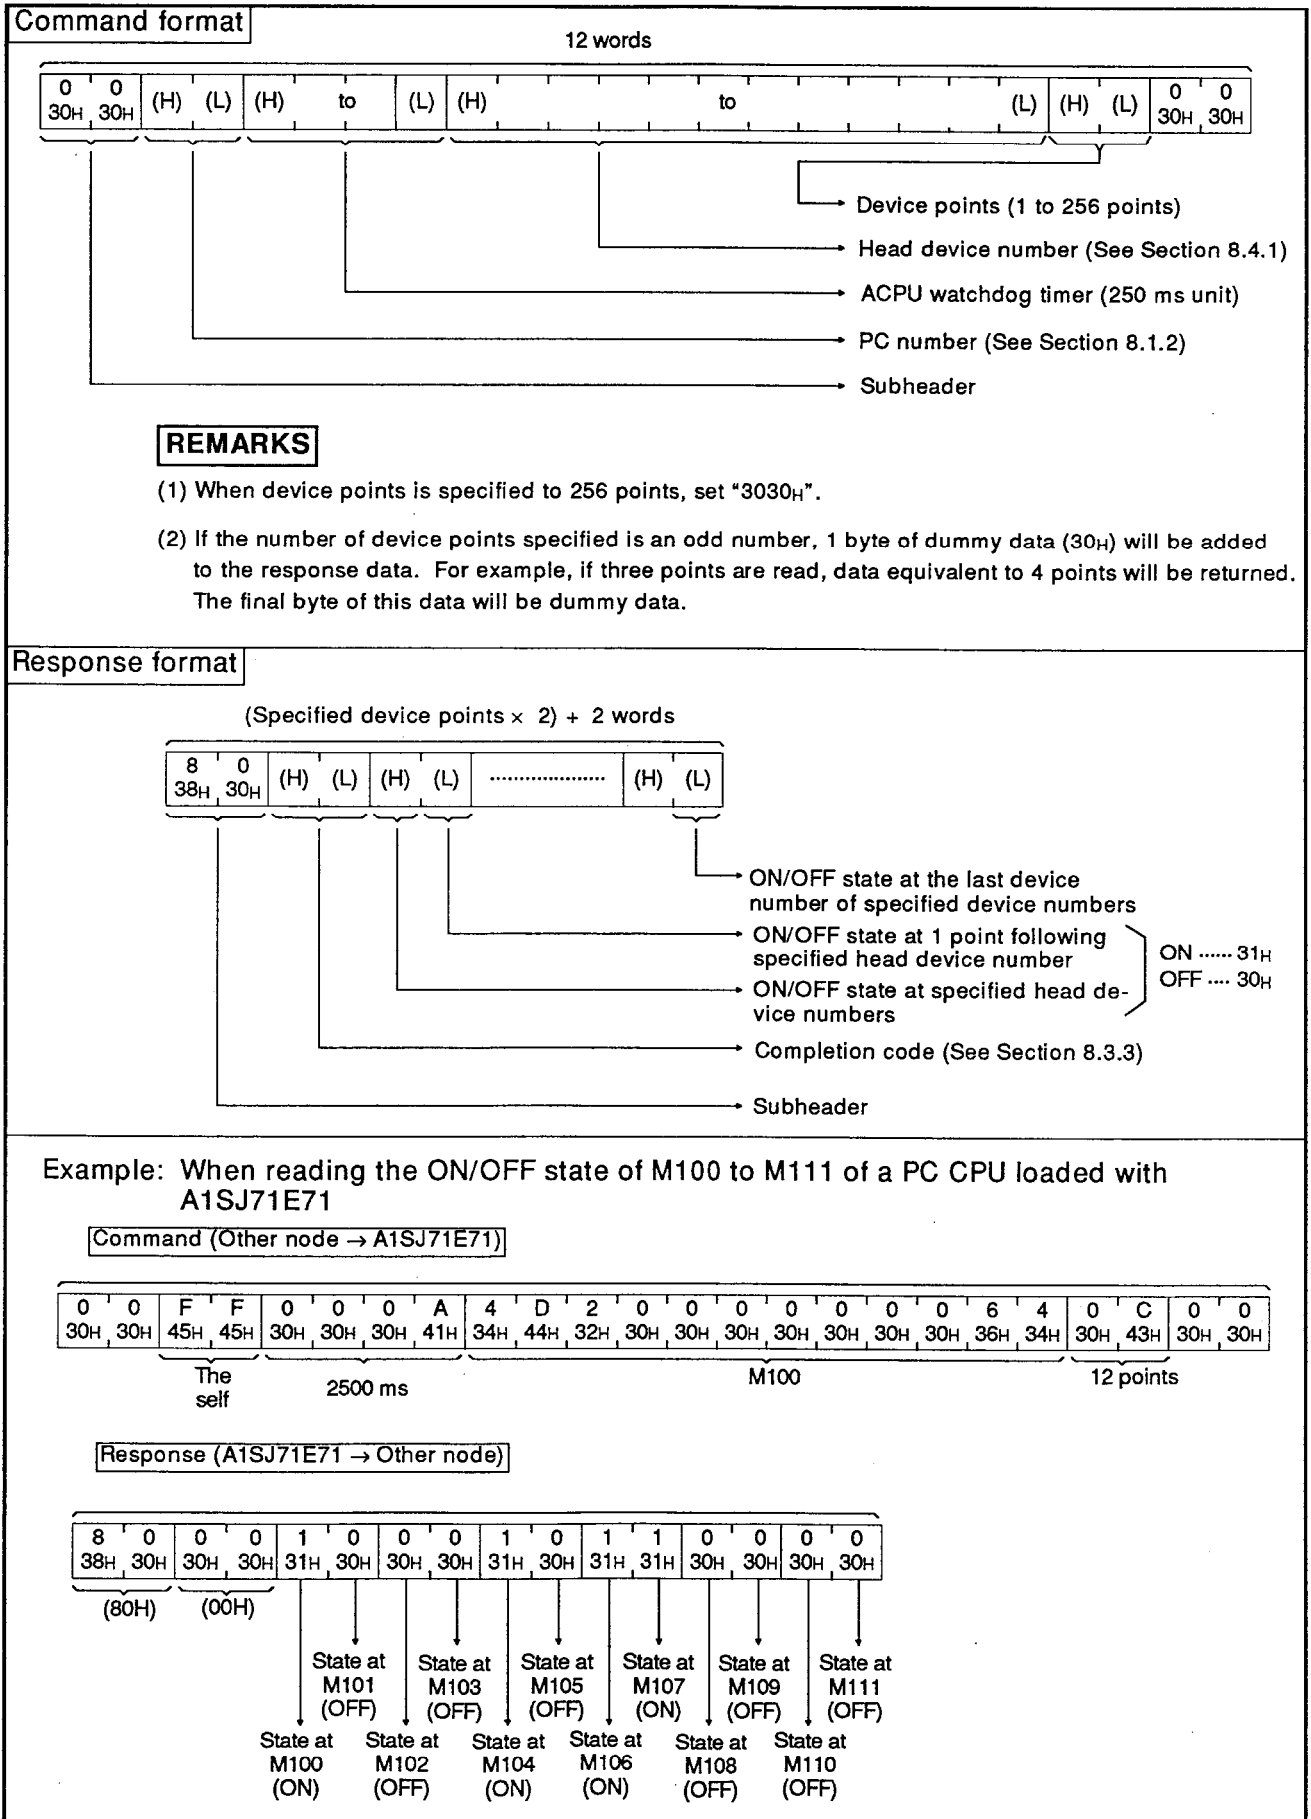 Command format
12 words
0 0 (H) (L) (H) to (L) (H) to (L) (H) (L) 0 0
30H 30H 30H 30H
Device points (1 to 256 points)
Head device number (See Section 8.4.1)
ACPU watchdog timer (250 ms unit)
PC number (See Section 8.1.2)
Subheader
REMARKS
(1) When device points is specified to 256 points, set "3030H".
(2) If the number of device points specified is an odd number, 1 byte of dummy data (30H) will be added
to the response data. For example, if three points are read, data equivalent to 4 points will be returned.
The final byte of this data will be dummy data.
Response format
(Specified device points × 2) + 2 words
8 0 (H) (L) (H) (L) .................... (H) (L)
38H 30H
ON/OFF state at the last device
number of specified device numbers
ON/OFF state at 1 point following
specified head device number
ON ...... 31H
OFF .... 30H
ON/OFF state at specified head de-
vice numbers
Completion code (See Section 8.3.3)
Subheader
Example: When reading the ON/OFF state of M100 to M111 of a PC CPU loaded with
A1SJ71E71
Command (Other node → A1SJ71E71)
0 0 F F 0 0 0 A 4 D 2 0 0 0 0 0 0 0 6 4 0 C 0 0
30H 30H 45H 45H 30H 30H 30H 41H 34H 44H 32H 30H 30H 30H 30H 30H 30H 30H 36H 34H 30H 43H 30H 30H
The
self
2500 ms
M100
12 points
Response (A1SJ71E71 → Other node)
8 0 0 0 1 0 0 0 1 0 1 1 0 0 0 0
38H 30H 30H 30H 31H 30H 30H 30H 31H 30H 31H 31H 30H 30H 30H 30H
(80H) (00H)
State at State at State at State at State at State at
M101 M103 M105 M107 M109 M111
(OFF) (OFF) (OFF) (ON) (OFF) (OFF)
State at State at State at State at State at State at
M100 M102 M104 M106 M108 M110
(ON) (OFF) (ON) (ON) (OFF) (OFF)